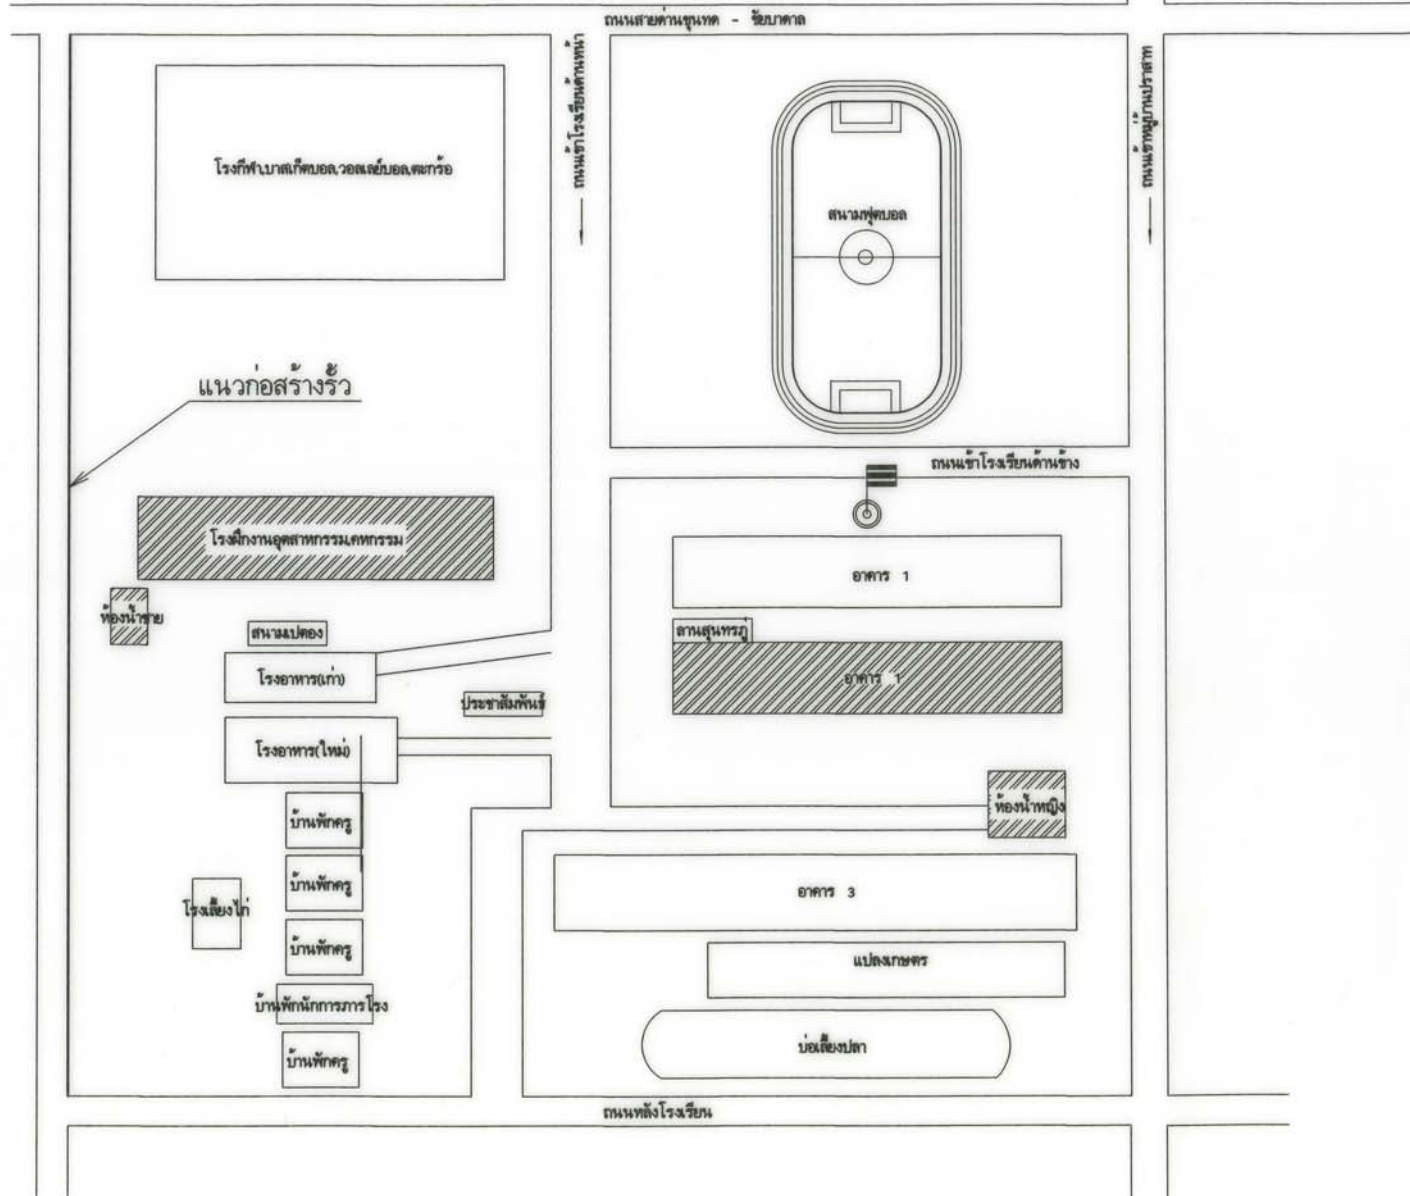 ถนนสายด่านขุนทด - ชัยบาดาล
ถนนเข้าโรงเรียนด้านหน้า
ถนนเข้าหมู่บ้านปราสาท
โรงกีฬา,บาสเก็ตบอล,วอลเลย์บอล,ตะกร้อ
สนามฟุตบอล
แนวก่อสร้างรั้ว
ถนนเข้าโรงเรียนด้านข้าง
โรงฝึกงานอุตสาหกรรม,คหกรรม
อาคาร 1
ห้องน้ำชาย
สนามเปตอง
ลานสุนทรภู่
โรงอาหาร(เก่า)
อาคาร 1
ประชาสัมพันธ์
โรงอาหาร(ใหม่)
ห้องน้ำหญิง
บ้านพักครู
บ้านพักครู
อาคาร 3
โรงเลี้ยงไก่
บ้านพักครู
แปลงเกษตร
บ้านพักนักการภารโรง
บ่อเลี้ยงปลา
บ้านพักครู
ถนนหลังโรงเรียน